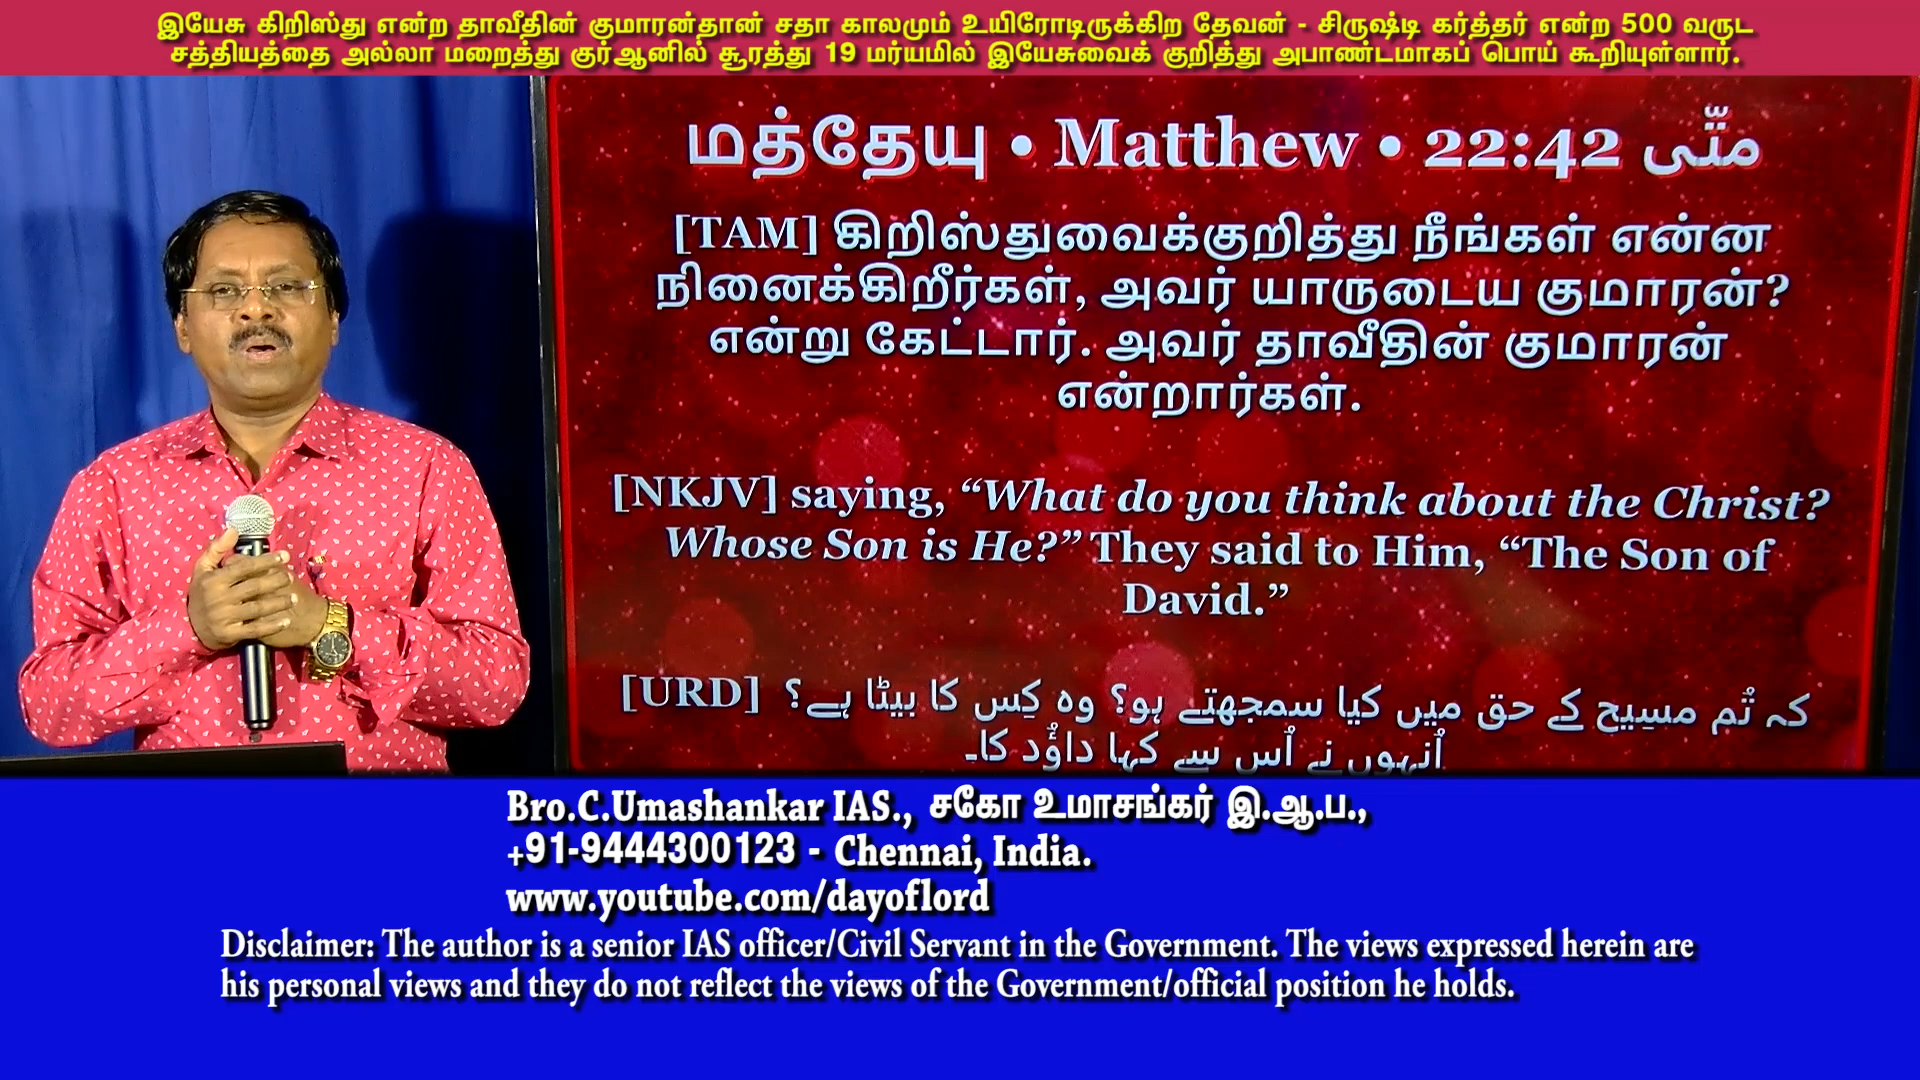 இயேசு கிறிஸ்து என்ற தாவீதின் குமாரன்தான் சதா காலமும் உயிரோடிருக்கிற தேவன் - சிருஷ்டி கர்த்தர் என்ற 500 வருட
சத்தியத்தை அல்லா மறைத்து குர்ஆனில் சூரத்து 19 மர்யமில் இயேசுவைக் குறித்து அபாண்டமாகப் பொய் கூறியுள்ளார்.
மத்தேயு • Matthew • 22:42 متّی
[TAM] கிறிஸ்துவைக்குறித்து நீங்கள் என்ன
நினைக்கிறீர்கள், அவர் யாருடைய குமாரன்?
என்று கேட்டார். அவர் தாவீதின் குமாரன்
என்றார்கள்.
[NKJV] saying, “What do you think about the Christ?
Whose Son is He?” They said to Him, “The Son of
David.”
[URD] کہ تُم مسِیح کے حق میں کیا سمجھتے ہو؟ وہ کِس کا بیٹا ہے؟
اُنہوں نے اُس سے کہا داؤُد کا۔
Bro.C.Umashankar IAS., சகோ உமாசங்கர் இ.ஆ.ப.,
+91-9444300123 - Chennai, India.
www.youtube.com/dayoflord
Disclaimer: The author is a senior IAS officer/Civil Servant in the Government. The views expressed herein are
his personal views and they do not reflect the views of the Government/official position he holds.